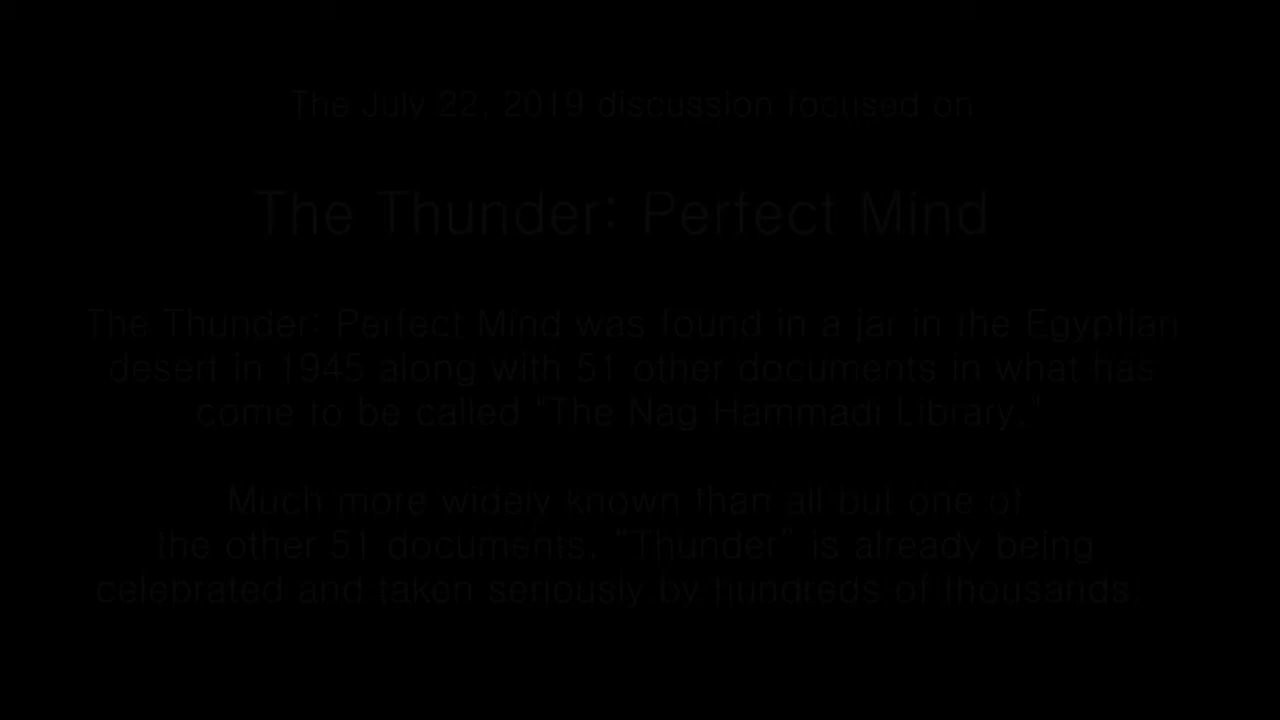 The July 22, 2019 discussion focused on
The Thunder: Perfect Mind
The Thunder: Perfect Mind was found in a jar in the Egyptian
desert in 1945 along with 51 other documents in what has
come to be called "The Nag Hammadi Library."
Much more widely known than all but one of
the other 51 documents, "Thunder" is already being
celebrated and taken seriously by hundreds of thousands.